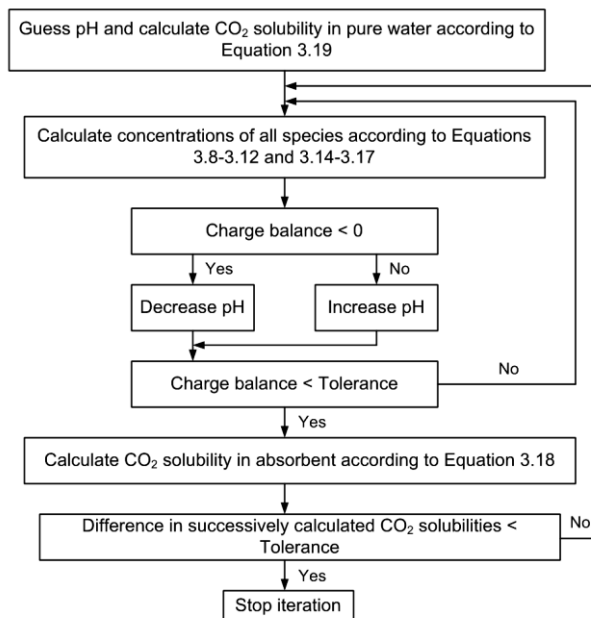 Guess pH and calculate CO₂ solubility in pure water according to
Equation 3.19
Calculate concentrations of all species according to Equations
3.8-3.12 and 3.14-3.17
Charge balance < 0
Yes
No
Decrease pH
Increase pH
Charge balance < Tolerance
No
Yes
Calculate CO₂ solubility in absorbent according to Equation 3.18
Difference in successively calculated CO₂ solubilities <
Tolerance
No
Yes
Stop iteration